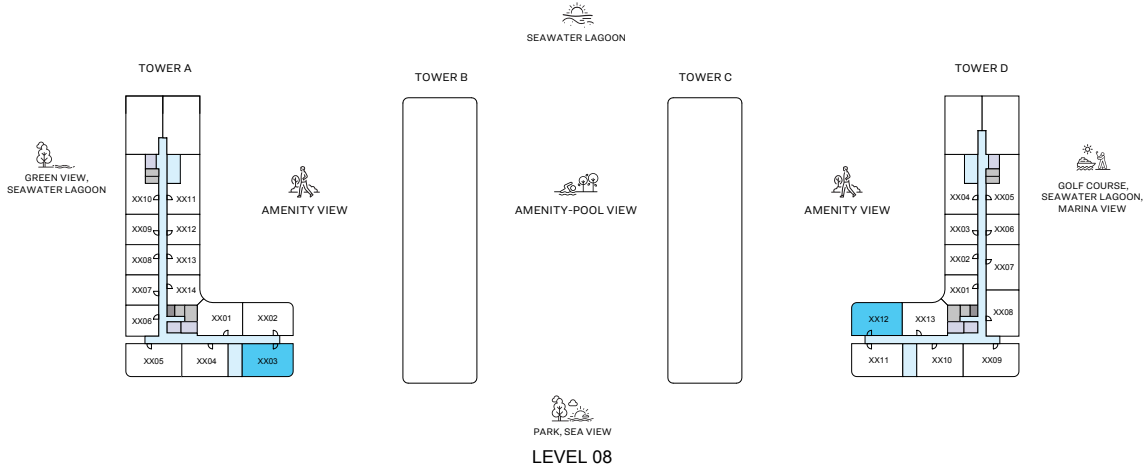 SEAWATER LAGOON
TOWER A
TOWER B
TOWER C
TOWER D
GREEN VIEW,
SEAWATER LAGOON
AMENITY VIEW
AMENITY-POOL VIEW
AMENITY VIEW
GOLF COURSE,
SEAWATER LAGOON,
MARINA VIEW
XX10 XX11
XX09 XX12
XX08 XX13
XX07 XX14
XX06
XX01 XX02
XX05 XX04 XX03
XX04 XX05
XX03 XX06
XX02 XX07
XX01
XX08
XX12 XX13
XX11 XX10 XX09
PARK, SEA VIEW
LEVEL 08